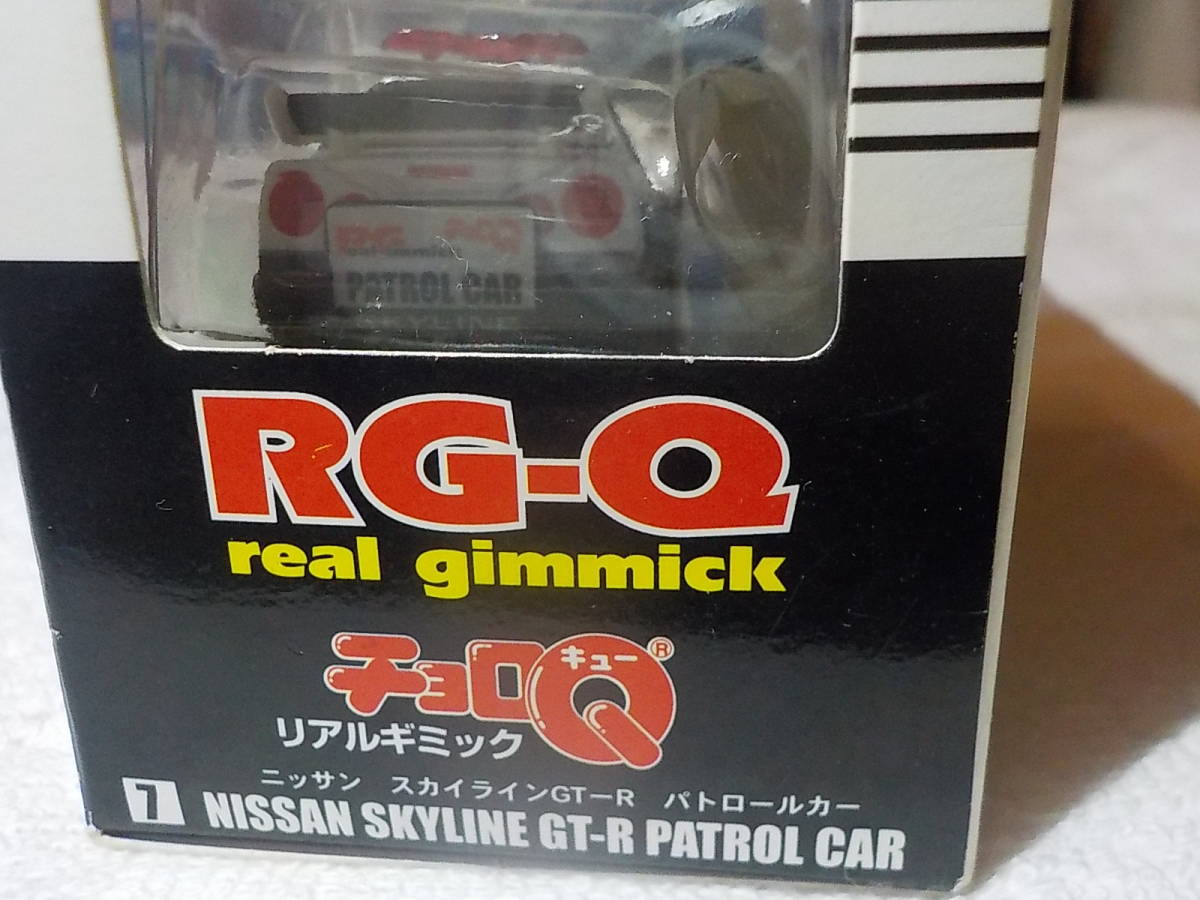 PATROL CAR
RG-Q
real gimmick
チョロQ®
キュー
リアルギミック
ニッサン スカイラインGT-R パトロールカー
7 NISSAN SKYLINE GT-R PATROL CAR